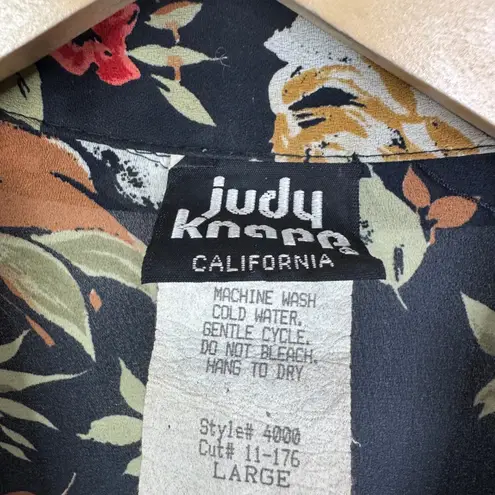 judy
Knapp
CALIFORNIA
MACHINE WASH
COLD WATER.
GENTLE CYCLE.
DO NOT BLEACH.
HANG TO DRY
Style# 4000
Cut# 11-176
LARGE